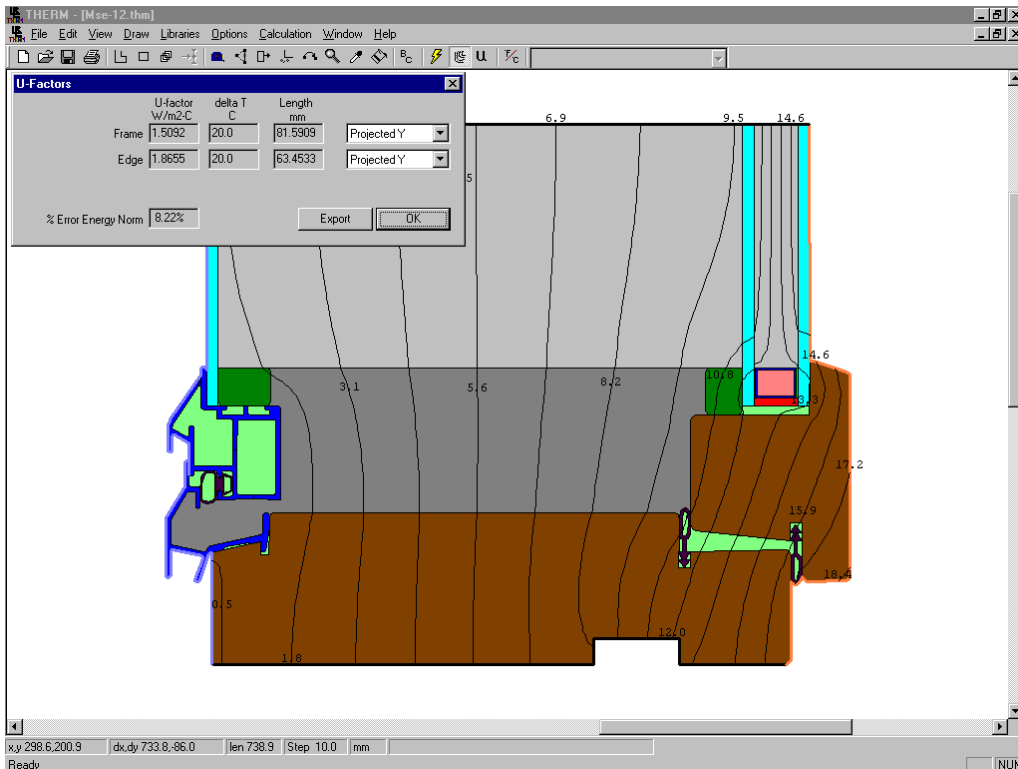 THERM - [Mse-12.thm]
File Edit View Draw Libraries Options Calculation Window Help
BC U T/C
U-Factors
U-factor delta T Length
W/m2-C C mm
Frame 1.5092 20.0 81.5909 Projected Y
Edge 1.8655 20.0 63.4533 Projected Y
% Error Energy Norm 8.22% Export OK
6.9 9.5 14.6
5
14.6
3.1 5.6 8.2 10.8
13.3
17.2
15.9
18.4
0.5
12.0
1.8
x,y 298.6,200.9 dx,dy 733.8,-86.0 len 738.9 Step 10.0 mm
Ready NUM